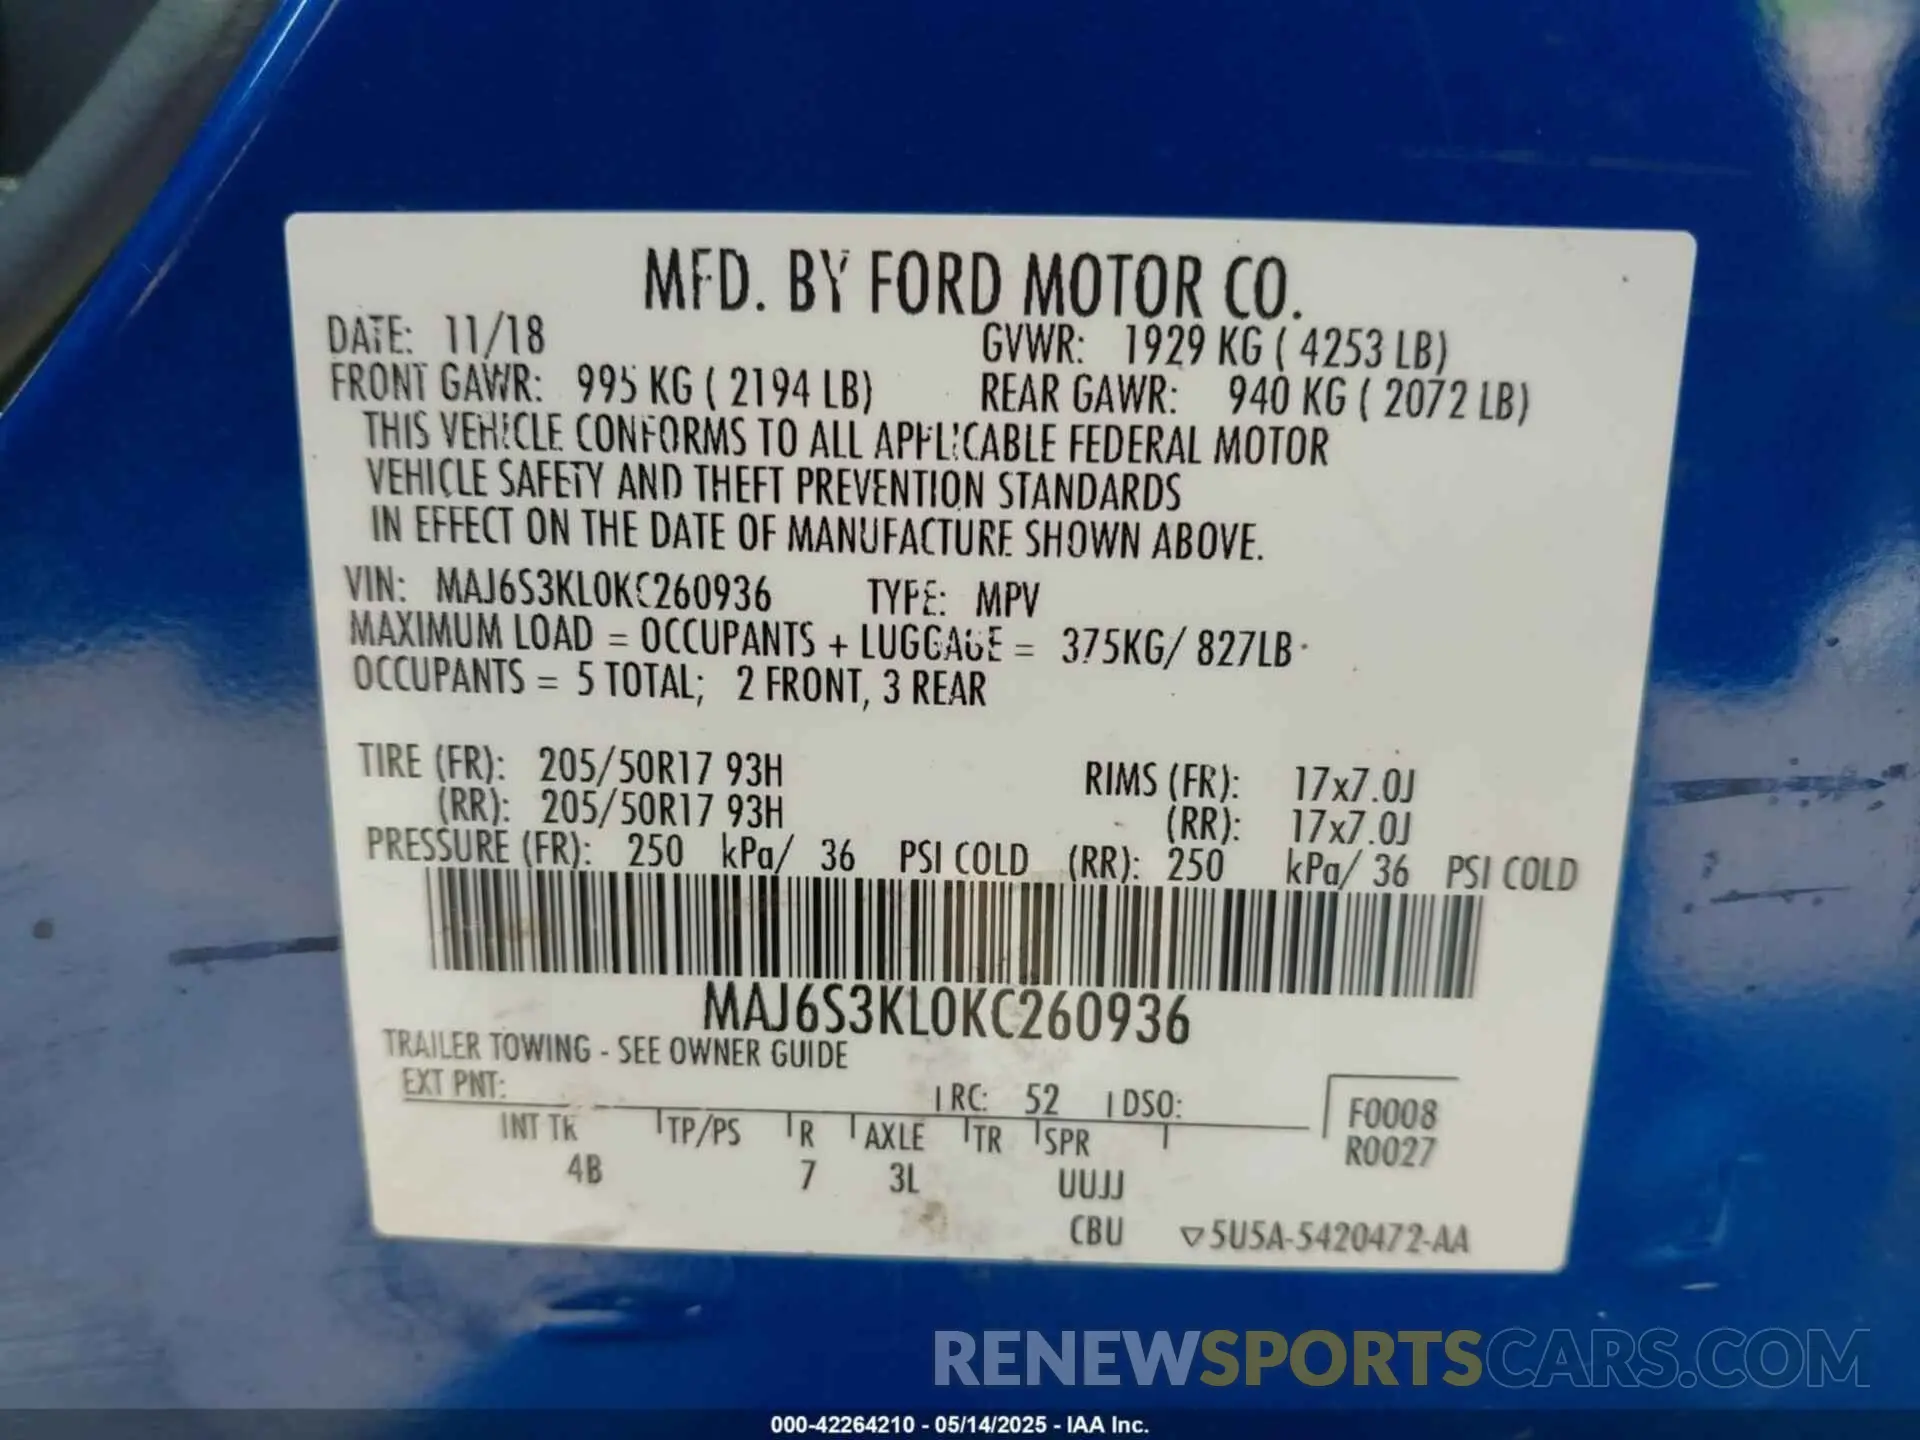 MFD. BY FORD MOTOR CO.
DATE: 11/18 GVWR: 1929 KG ( 4253 LB)
FRONT GAWR: 995 KG ( 2194 LB) REAR GAWR: 940 KG ( 2072 LB)
THIS VEHICLE CONFORMS TO ALL APPLICABLE FEDERAL MOTOR
VEHICLE SAFETY AND THEFT PREVENTION STANDARDS
IN EFFECT ON THE DATE OF MANUFACTURE SHOWN ABOVE.
VIN: MAJ6S3KL0KC260936 TYPE: MPV
MAXIMUM LOAD = OCCUPANTS + LUGGAGE = 375KG/ 827LB
OCCUPANTS = 5 TOTAL; 2 FRONT, 3 REAR
TIRE (FR): 205/50R17 93H RIMS (FR): 17x7.0J
(RR): 205/50R17 93H (RR): 17x7.0J
PRESSURE (FR): 250 kPa/ 36 PSI COLD (RR): 250 kPa/ 36 PSI COLD
MAJ6S3KL0KC260936
TRAILER TOWING - SEE OWNER GUIDE
EXT PNT: RC: 52 DSO:
INT TR TP/PS R AXLE TR SPR F0008
4B 7 3L UUJJ R0027
CBU ▽5U5A-5420472-AA
RENEWSPORTSCARS.COM
000-42264210 - 05/14/2025 - IAA Inc.